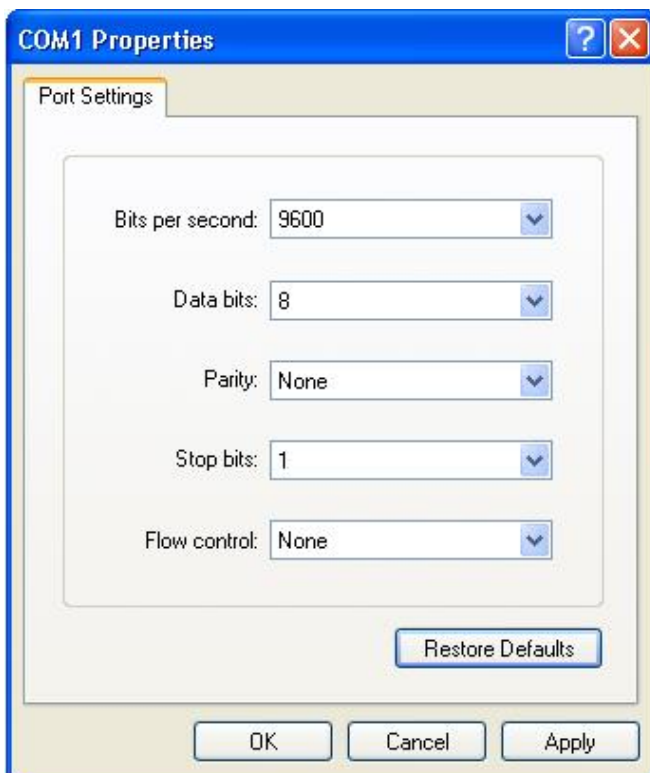 COM1 Properties
Port Settings
Bits per second: 9600
Data bits: 8
Parity: None
Stop bits: 1
Flow control: None
Restore Defaults
OK Cancel Apply